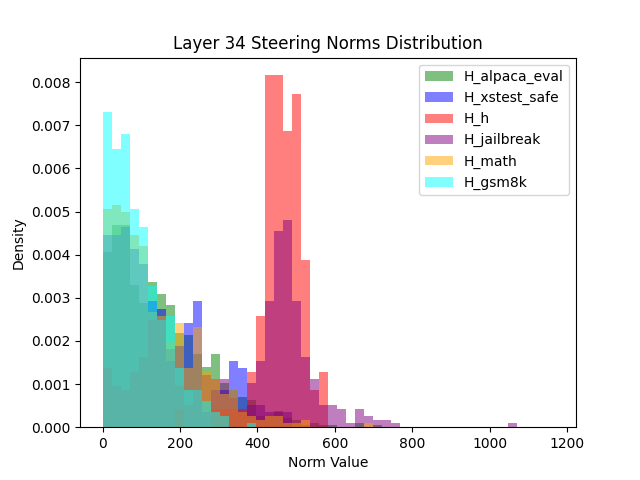 Layer 34 Steering Norms Distribution
H_alpaca_eval
H_xstest_safe
H_h
H_jailbreak
H_math
H_gsm8k
Density
0.008
0.007
0.006
0.005
0.004
0.003
0.002
0.001
0.000
0 200 400 600 800 1000 1200
Norm Value